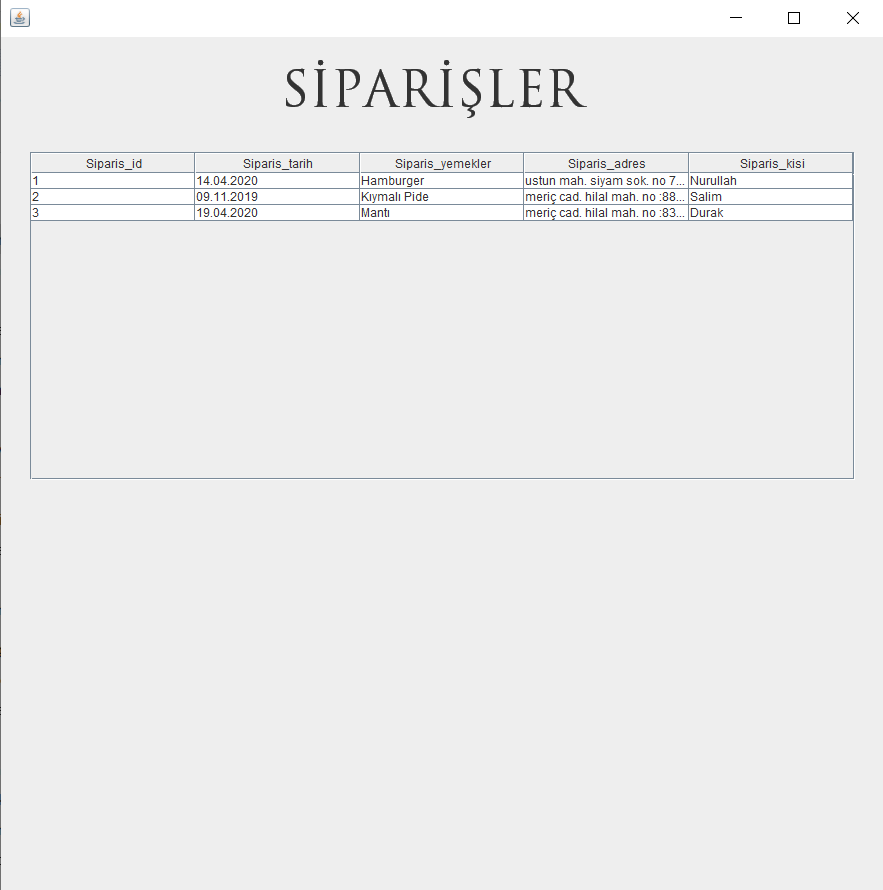 SİPARİŞLER
Siparis_id Siparis_tarih Siparis_yemekler Siparis_adres Siparis_kisi
1 14.04.2020 Hamburger ustun mah. siyam sok. no 7... Nurullah
2 09.11.2019 Kıymalı Pide meriç cad. hilal mah. no :88... Salim
3 19.04.2020 Mantı meriç cad. hilal mah. no :83... Durak